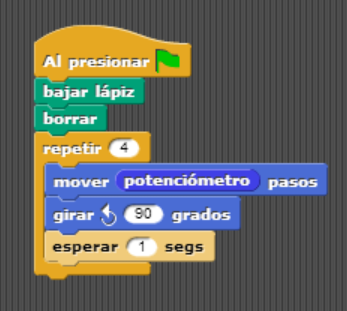 Al presionar
bajar lápiz
borrar
repetir 4
mover potenciómetro pasos
girar 90 grados
esperar 1 segs